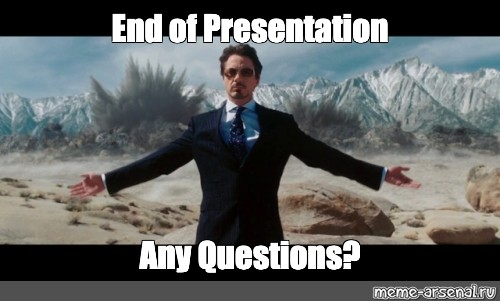 End of Presentation
Any Questions?
meme-arsenal.ru